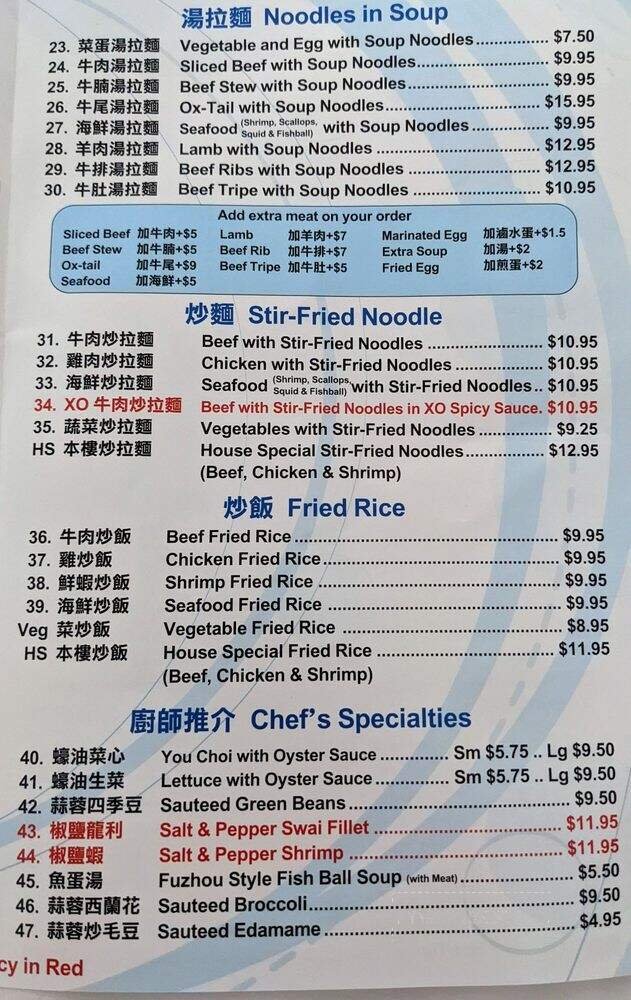 湯拉麵 Noodles in Soup
23. 菜蛋湯拉麵 Vegetable and Egg with Soup Noodles.............. $7.50
24. 牛肉湯拉麵 Sliced Beef with Soup Noodles........................ $9.95
25. 牛腩湯拉麵 Beef Stew with Soup Noodles.......................... $9.95
26. 牛尾湯拉麵 Ox-Tail with Soup Noodles............................ $15.95
27. 海鮮湯拉麵 Seafood (Shrimp, Scallops, Squid & Fishball) with Soup Noodles.............. $9.95
28. 羊肉湯拉麵 Lamb with Soup Noodles .............................. $12.95
29. 牛排湯拉麵 Beef Ribs with Soup Noodles ........................ $12.95
30. 牛肚湯拉麵 Beef Tripe with Soup Noodles ...................... $10.95
Add extra meat on your order
Sliced Beef 加牛肉+$5 Lamb 加羊肉+$7 Marinated Egg 加滷水蛋+$1.5
Beef Stew 加牛腩+$5 Beef Rib 加牛排+$7 Extra Soup 加湯+$2
Ox-tail 加牛尾+$9 Beef Tripe 加牛肚+$5 Fried Egg 加煎蛋+$2
Seafood 加海鮮+$5
炒麵 Stir-Fried Noodle
31. 牛肉炒拉麵 Beef with Stir-Fried Noodles ...................... $10.95
32. 雞肉炒拉麵 Chicken with Stir-Fried Noodles ................ $10.95
33. 海鮮炒拉麵 Seafood (Shrimp, Scallops, Squid & Fishball) with Stir-Fried Noodles.. $10.95
34. XO 牛肉炒拉麵 Beef with Stir-Fried Noodles in XO Spicy Sauce. $10.95
35. 蔬菜炒拉麵 Vegetables with Stir-Fried Noodles .............. $9.25
HS 本樓炒拉麵 House Special Stir-Fried Noodles............... $12.95
(Beef, Chicken & Shrimp)
炒飯 Fried Rice
36. 牛肉炒飯 Beef Fried Rice.................................................... $9.95
37. 雞炒飯 Chicken Fried Rice.............................................. $9.95
38. 鮮蝦炒飯 Shrimp Fried Rice ............................................... $9.95
39. 海鮮炒飯 Seafood Fried Rice ............................................. $9.95
Veg 菜炒飯 Vegetable Fried Rice .......................................... $8.95
HS 本樓炒飯 House Special Fried Rice ................................... $11.95
(Beef, Chicken & Shrimp)
廚師推介 Chef's Specialties
40. 蠔油菜心 You Choi with Oyster Sauce .............. Sm $5.75 .. Lg $9.50
41. 蠔油生菜 Lettuce with Oyster Sauce ............... Sm $5.75 .. Lg $9.50
42. 蒜蓉四季豆 Sauteed Green Beans............................................ $9.50
43. 椒鹽龍利 Salt & Pepper Swai Fillet ...................................... $11.95
44. 椒鹽蝦 Salt & Pepper Shrimp ........................................... $11.95
45. 魚蛋湯 Fuzhou Style Fish Ball Soup (with Meat)...................... $5.50
46. 蒜蓉西蘭花 Sauteed Broccoli..................................................... $9.50
47. 蒜蓉炒毛豆 Sauteed Edamame.................................................. $4.95
cy in Red